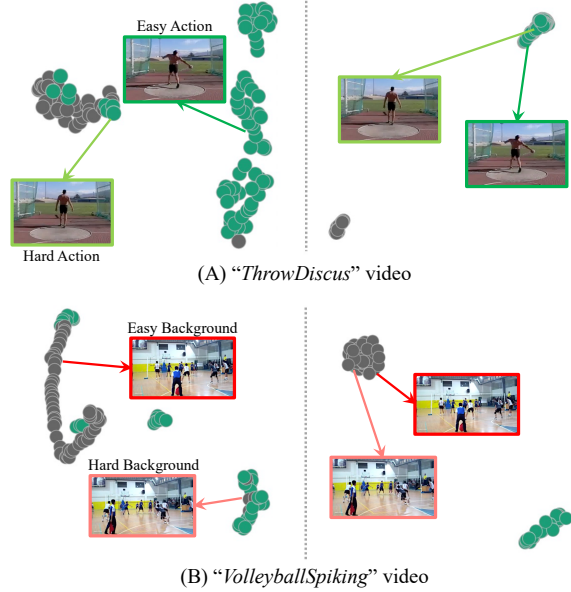 Easy Action
Hard Action
(A) “ThrowDiscus” video
Easy Background
Hard Background
(B) “VolleyballSpiking” video